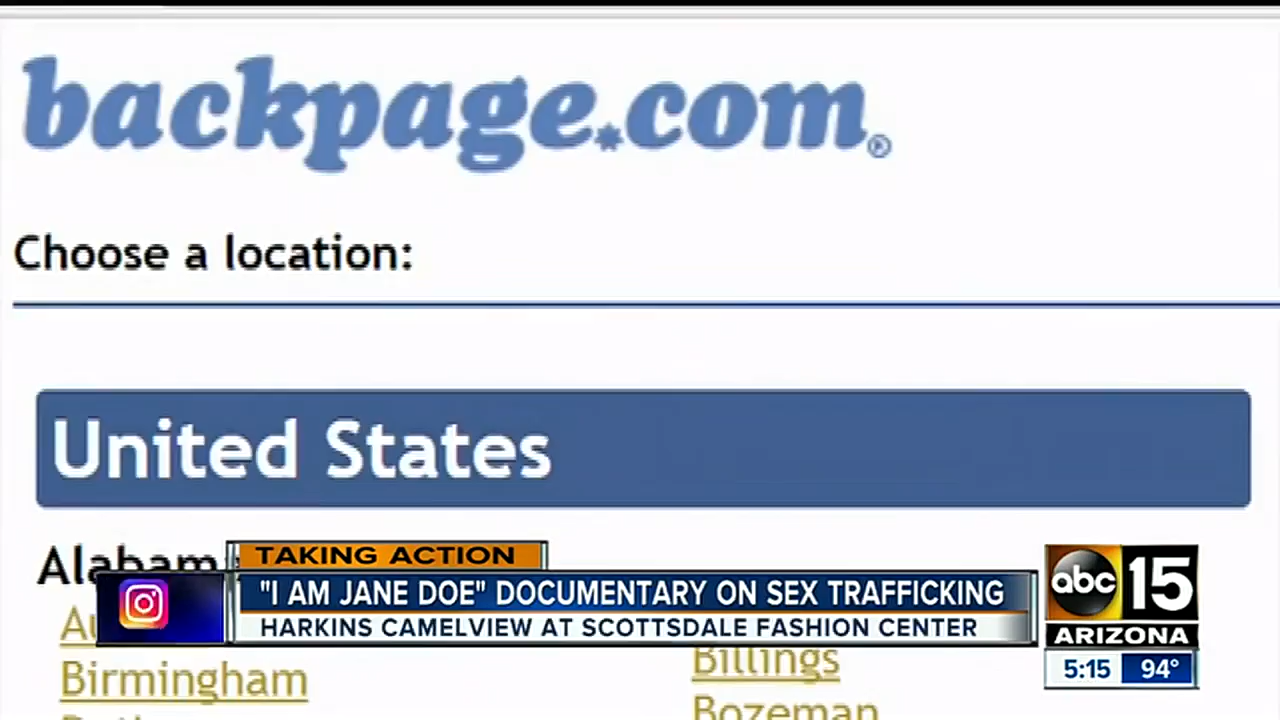 backpage.com®
Choose a location:
United States
Alabam
Birmingham
Billings
Bozeman
TAKING ACTION
"I AM JANE DOE" DOCUMENTARY ON SEX TRAFFICKING
HARKINS CAMELVIEW AT SCOTTSDALE FASHION CENTER
abc 15
ARIZONA
5:15 94°